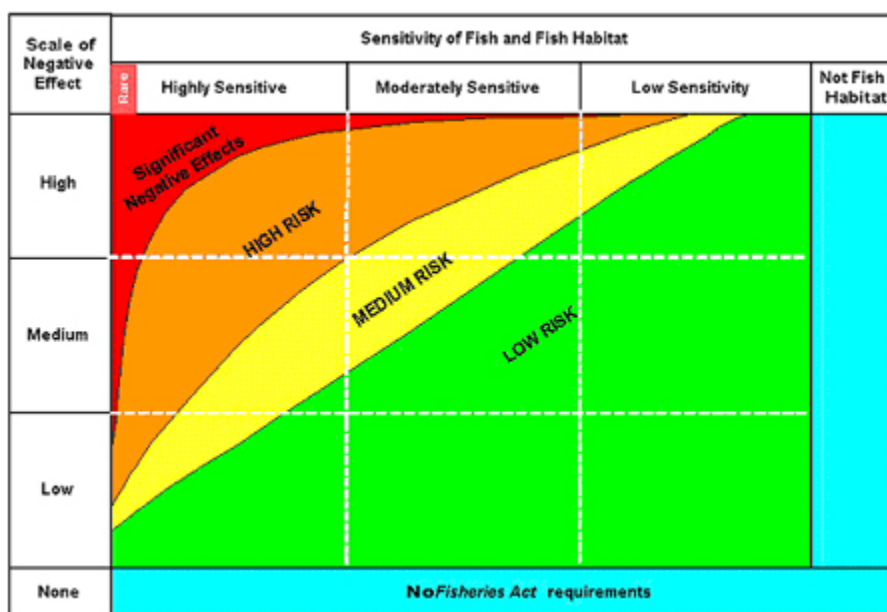 Scale of
Negative
Effect
Sensitivity of Fish and Fish Habitat
Rare
Highly Sensitive
Moderately Sensitive
Low Sensitivity
Not Fish
Habitat
High
Significant
Negative Effects
HIGH RISK
Medium
MEDIUM RISK
LOW RISK
Low
None
No Fisheries Act requirements